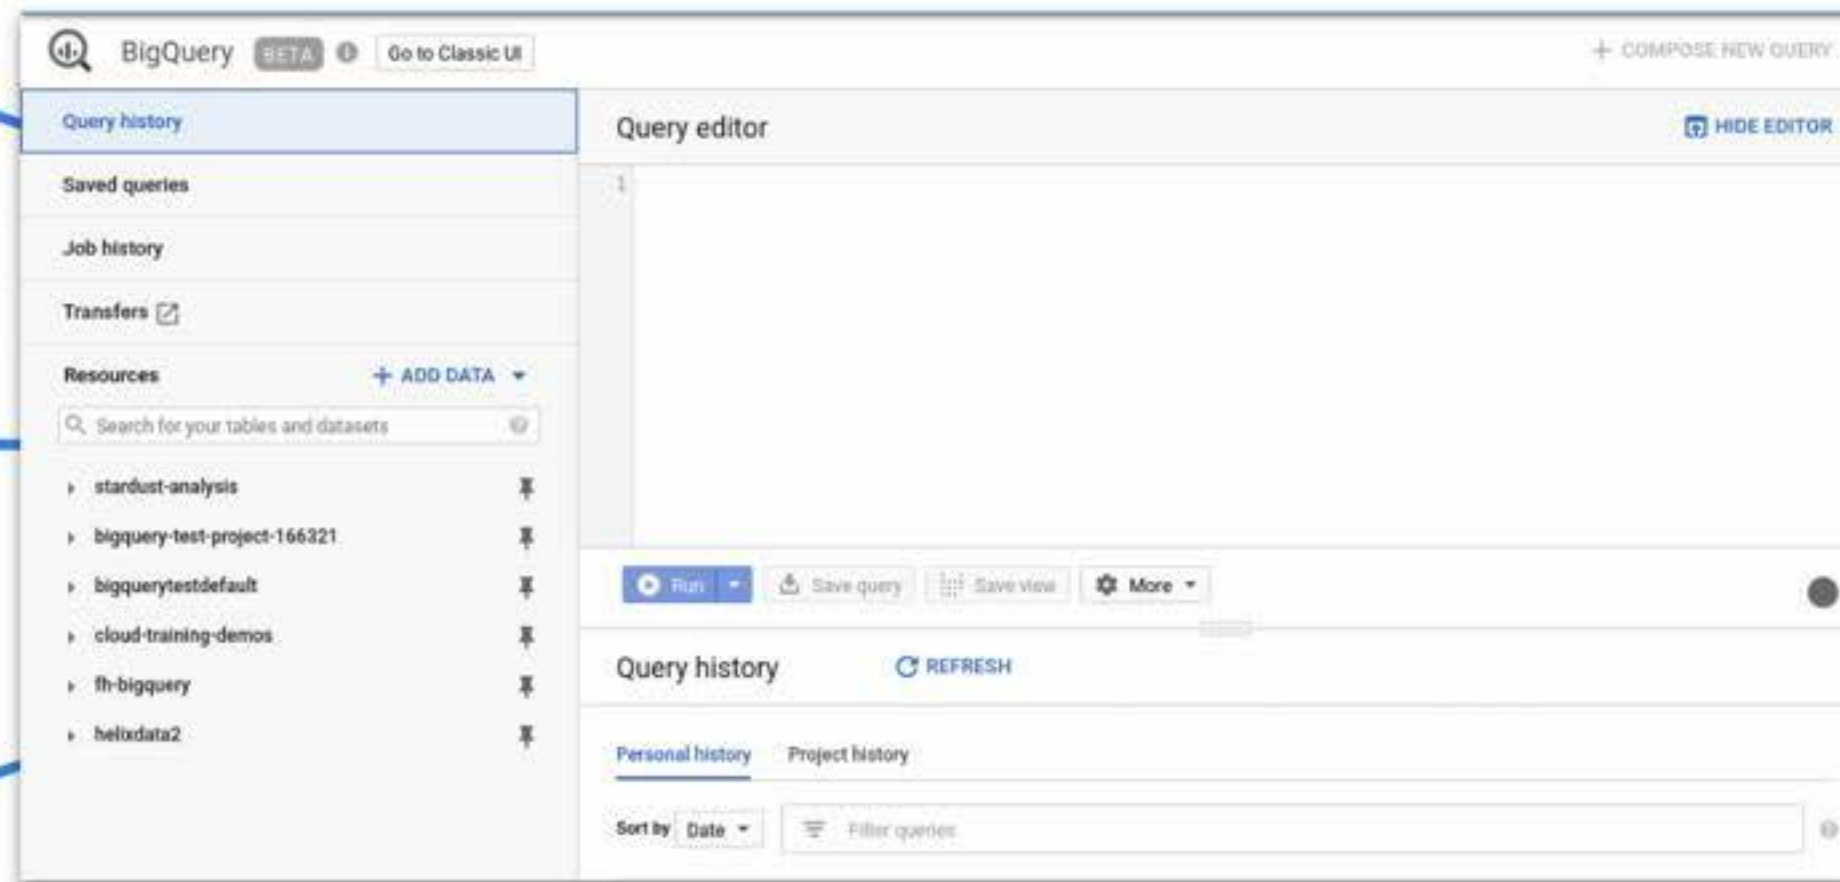 BigQuery BETA Go to Classic UI
+ COMPOSE NEW QUERY
Query history
Saved queries
Job history
Transfers
Resources
+ ADD DATA
Search for your tables and datasets
stardust-analysis
bigquery-test-project-166321
bigquerytestdefault
cloud-training-demos
fh-bigquery
helixdata2
Query editor
HIDE EDITOR
1
Run Save query Save view More
Query history REFRESH
Personal history Project history
Sort by Date Filter queries